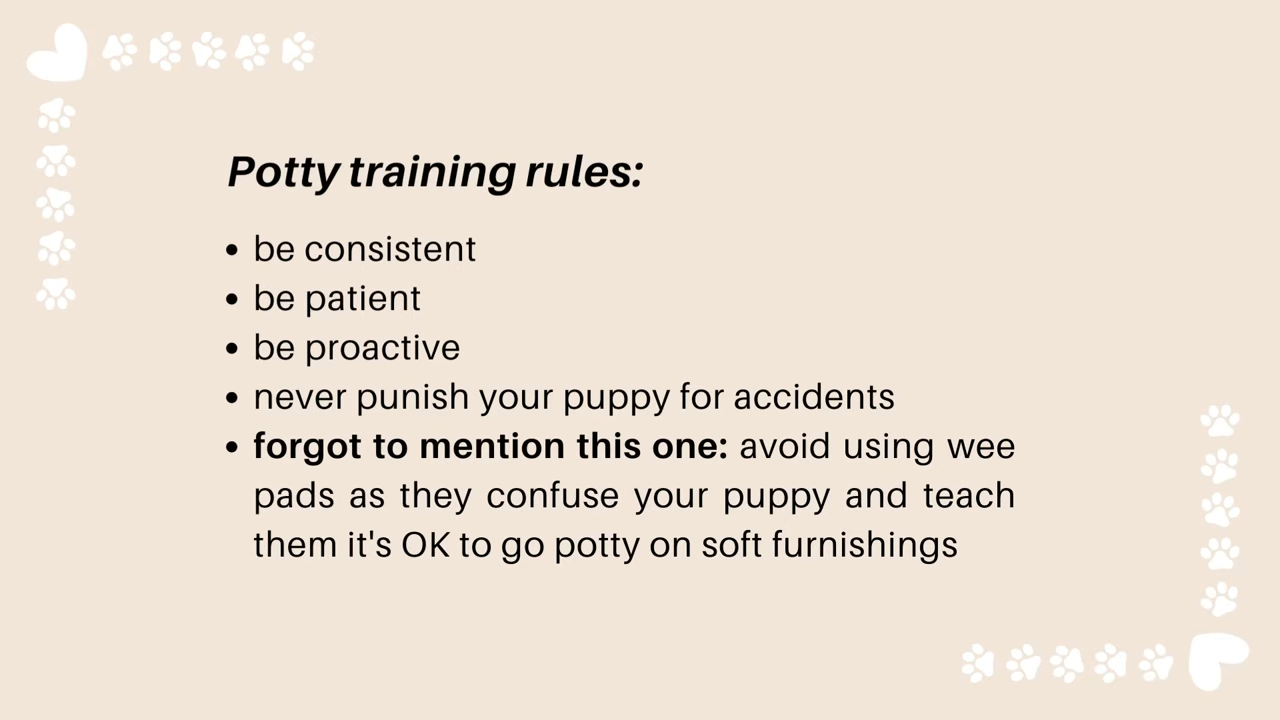 Potty training rules:
• be consistent
• be patient
• be proactive
• never punish your puppy for accidents
• forgot to mention this one: avoid using wee
pads as they confuse your puppy and teach
them it's OK to go potty on soft furnishings